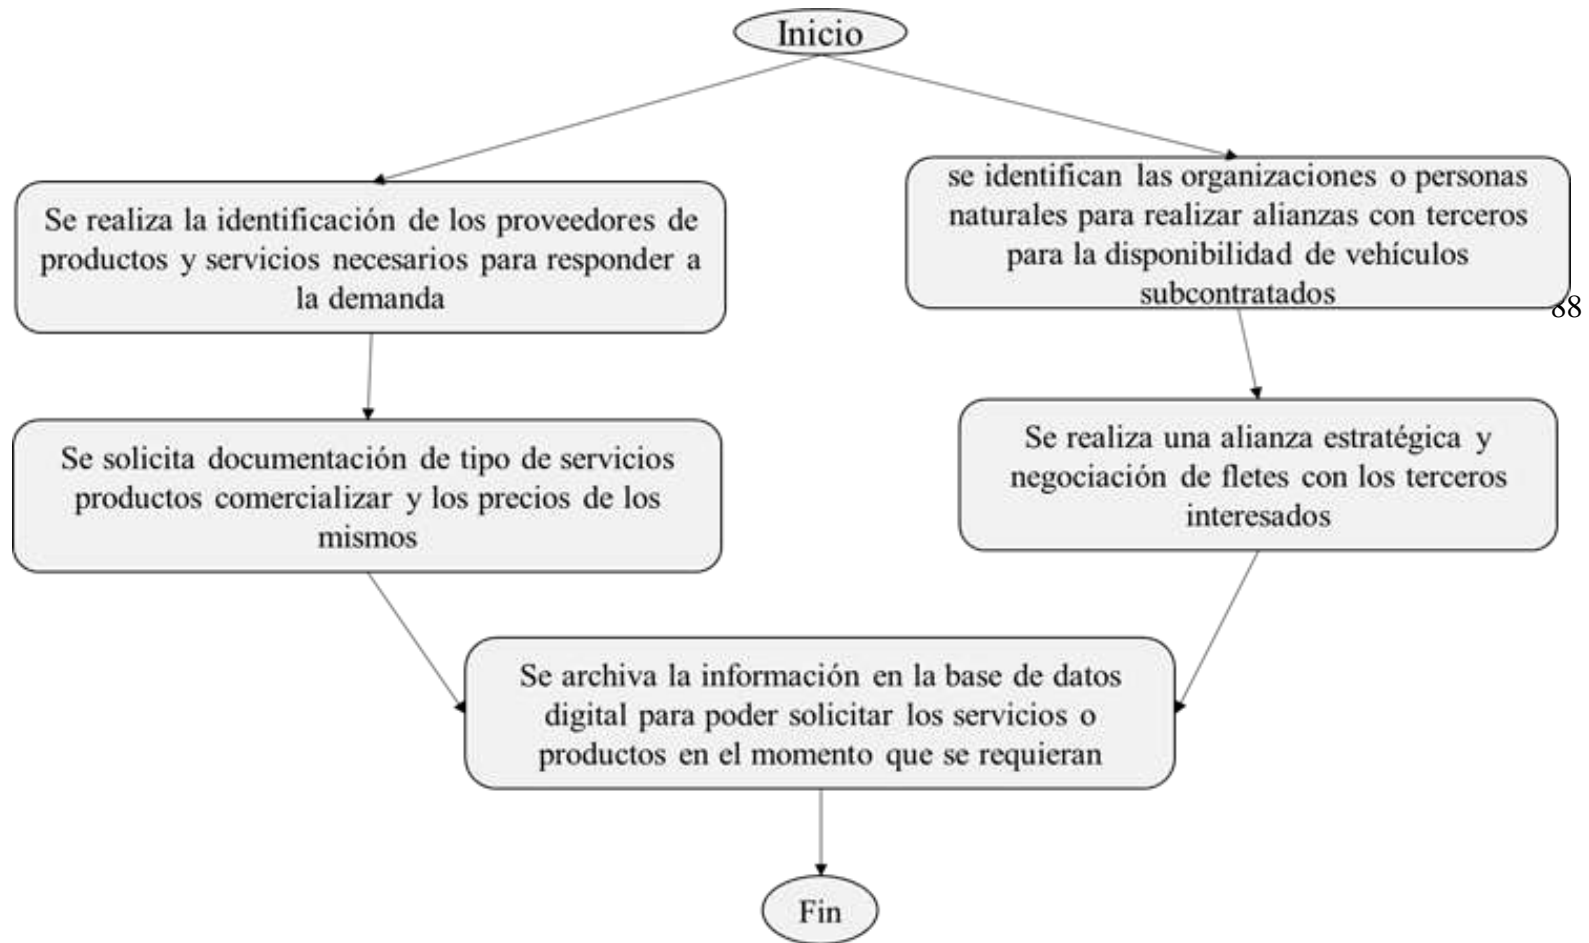 Inicio
Se realiza la identificación de los proveedores de
productos y servicios necesarios para responder a
la demanda
se identifican las organizaciones o personas
naturales para realizar alianzas con terceros
para la disponibilidad de vehículos
subcontratados
88
Se solicita documentación de tipo de servicios
productos comercializar y los precios de los
mismos
Se realiza una alianza estratégica y
negociación de fletes con los terceros
interesados
Se archiva la información en la base de datos
digital para poder solicitar los servicios o
productos en el momento que se requieran
Fin